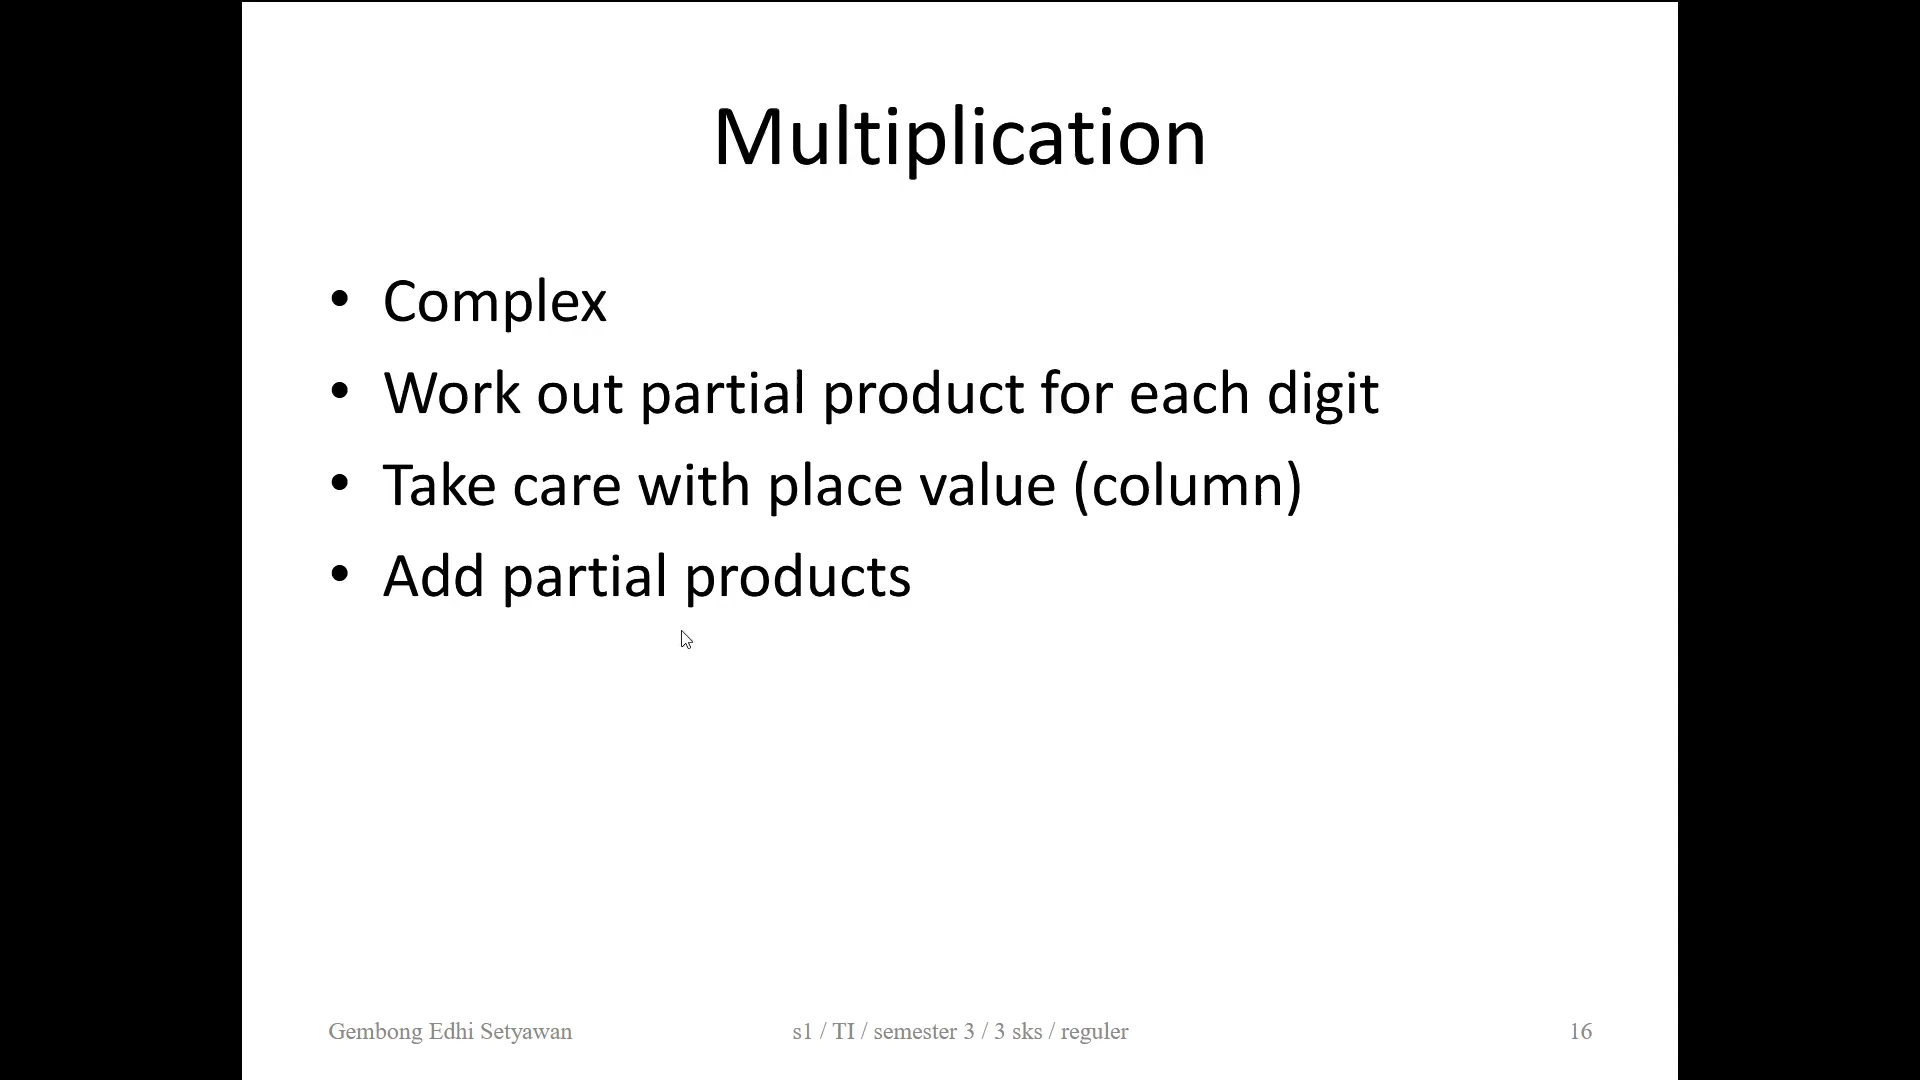 Multiplication
• Complex
• Work out partial product for each digit
• Take care with place value (column)
• Add partial products
Gembong Edhi Setyawan
s1 / TI / semester 3 / 3 sks / reguler
16